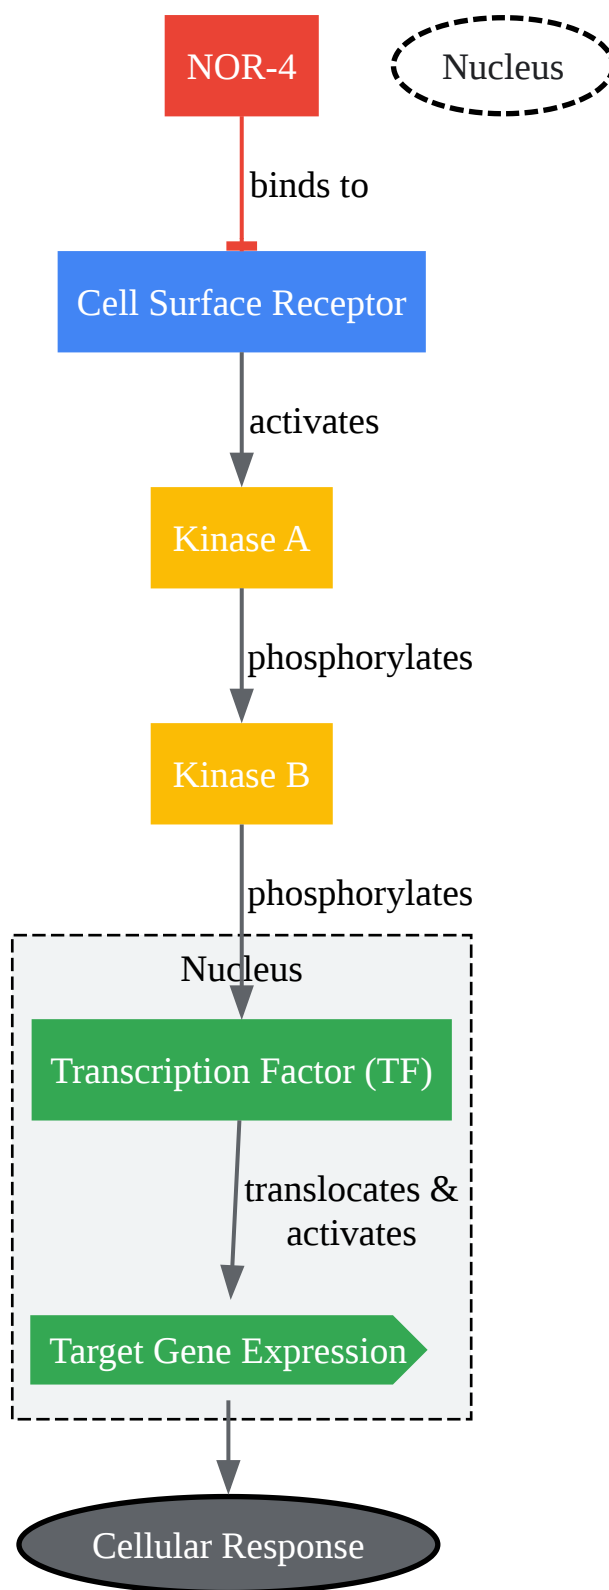 NOR-4
Nucleus
binds to
Cell Surface Receptor
activates
Kinase A
phosphorylates
Kinase B
phosphorylates
Nucleus
Transcription Factor (TF)
translocates &
activates
Target Gene Expression
Cellular Response